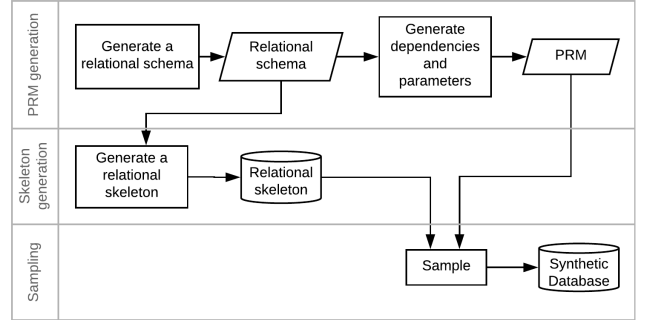 PRM generation
Generate a
relational schema
Relational
schema
Generate
dependencies
and
parameters
PRM
Skeleton
generation
Generate a
relational
skeleton
Relational
skeleton
Sampling
Sample
Synthetic
Database